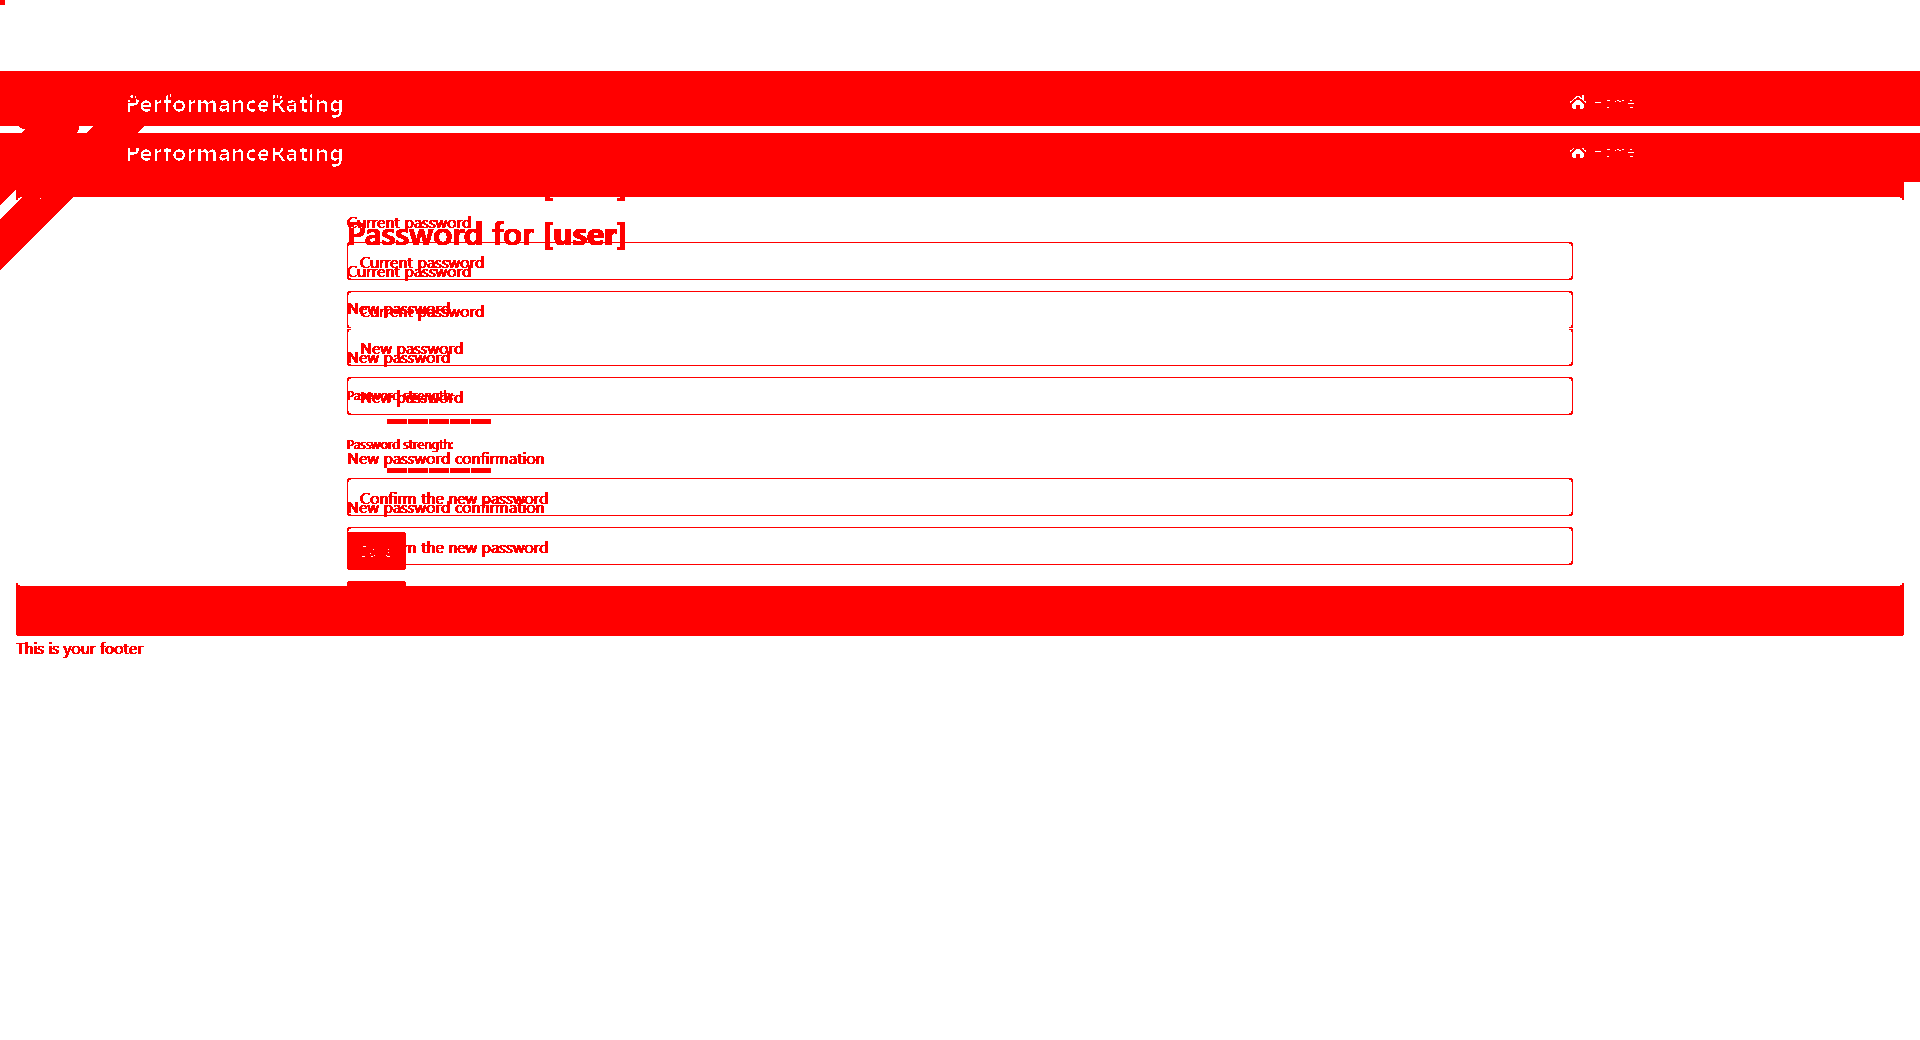 PerformanceRating Home
PerformanceRating Home
Current password
Password for [user]
Current password
Current password
New password
Current password
New password
New password
Password strength:
New password
Password strength:
New password confirmation
Confirm the new password
New password confirmation
the new password
This is your footer